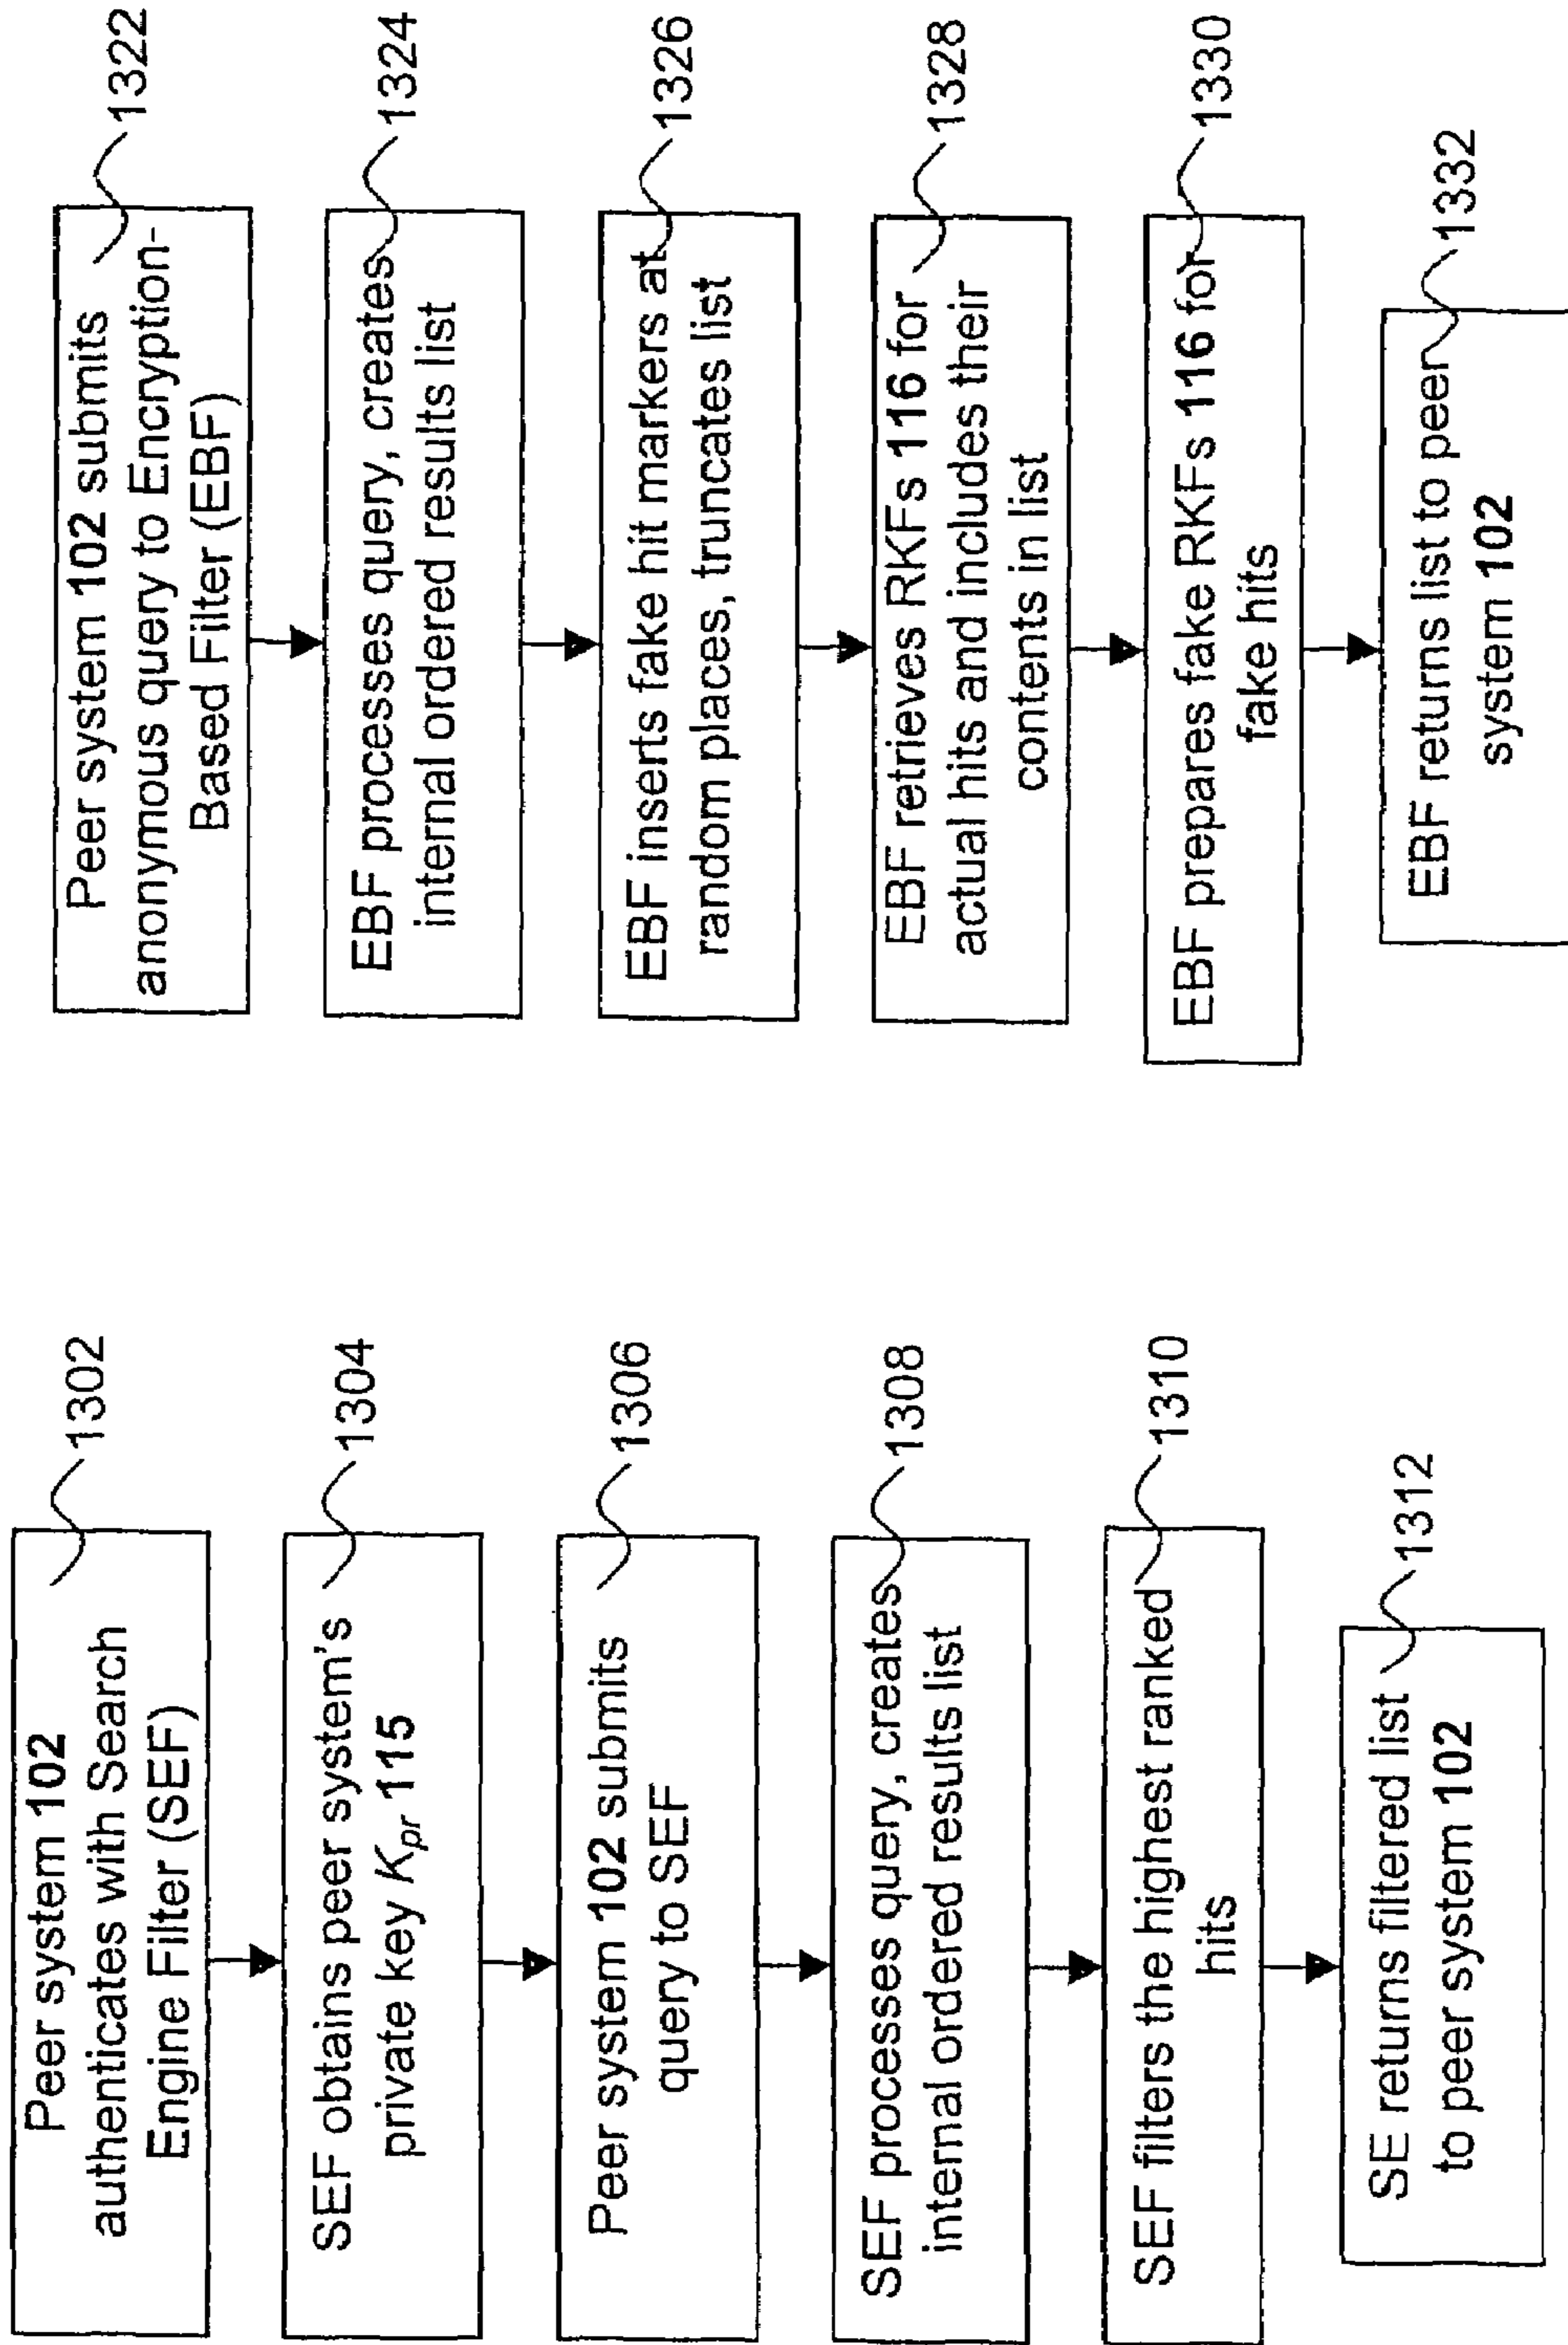 Peer system 102
authenticates with Search
Engine Filter (SEF)
1302
SEF obtains peer system's
private key Kpr 115
1304
Peer system 102 submits
query to SEF
1306
SEF processes query, creates
internal ordered results list
1308
SEF filters the highest ranked
hits
1310
SE returns filtered list
to peer system 102
1312
Peer system 102 submits
anonymous query to Encryption-
Based Filter (EBF)
1322
EBF processes query, creates
internal ordered results list
1324
EBF inserts fake hit markers at
random places, truncates list
1326
EBF retrieves RKFs 116 for
actual hits and includes their
contents in list
1328
EBF prepares fake RKFs 116 for
fake hits
1330
EBF returns list to peer
system 102
1332